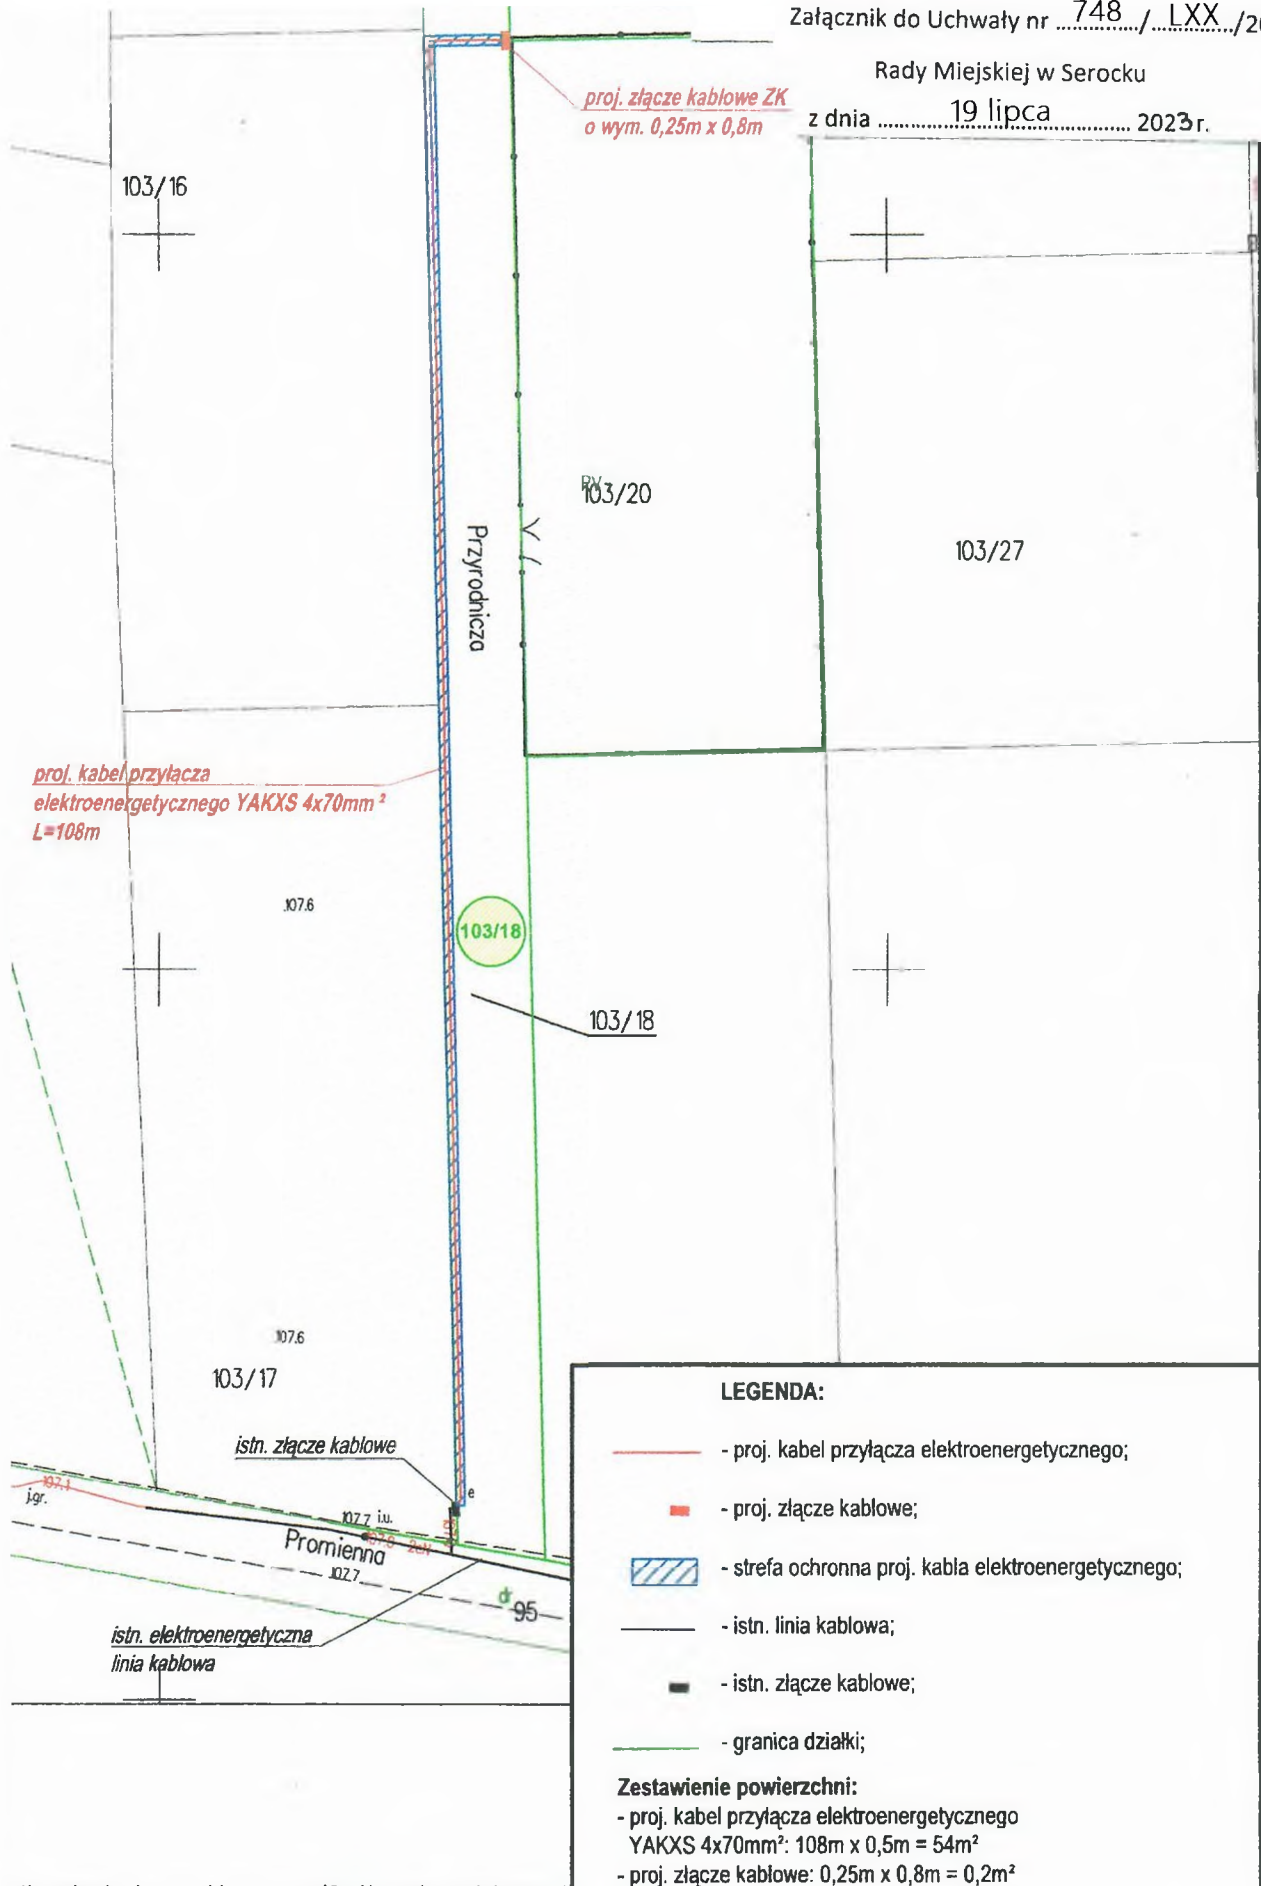 Załącznik do Uchwały nr 748 / LXX
Rady Miejskiej w Serocku
z dnia 19 lipca 2023 r.
proj. złącze kablowe ZK
o wym. 0,25m x 0,8m
103/16
103/20
103/27
Przyrodnicza
proj. kabel przyłącza
elektroenergetycznego YAKXS 4x70mm²
L=108m
107.6
103/18
103/18
107.6
103/17
istn. złącze kablowe
e
107.1
j.gr.
107.7 i.u.
Promienna
107.7
dr 95
istn. elektroenergetyczna
linia kablowa
LEGENDA:
- proj. kabel przyłącza elektroenergetycznego;
- proj. złącze kablowe;
- strefa ochronna proj. kabla elektroenergetycznego;
- istn. linia kablowa;
- istn. złącze kablowe;
- granica działki;
Zestawienie powierzchni:
- proj. kabel przyłącza elektroenergetycznego
YAKXS 4x70mm²: 108m x 0,5m = 54m²
- proj. złącze kablowe: 0,25m x 0,8m = 0,2m²